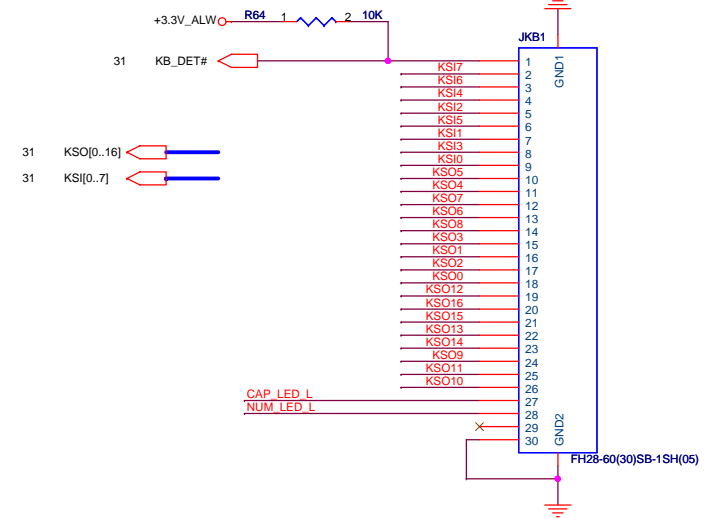 +3.3V_ALW R64 1 2 10K
JKB1
31 KB_DET# 1
GND1
KSI7 2
KSI6 3
KSI4 4
KSI2 5
KSI5 6
KSI1 7
KSI3 8
KSI0 9
31 KSO[0..16]
31 KSI[0..7]
KSO5 10
KSO4 11
KSO7 12
KSO6 13
KSO8 14
KSO3 15
KSO1 16
KSO2 17
KSO0 18
KSO12 19
KSO16 20
KSO15 21
KSO13 22
KSO14 23
KSO9 24
KSO11 25
KSO10 26
CAP_LED_L 27
NUM_LED_L 28
29
30
GND2
FH28-60(30)SB-1SH(05)